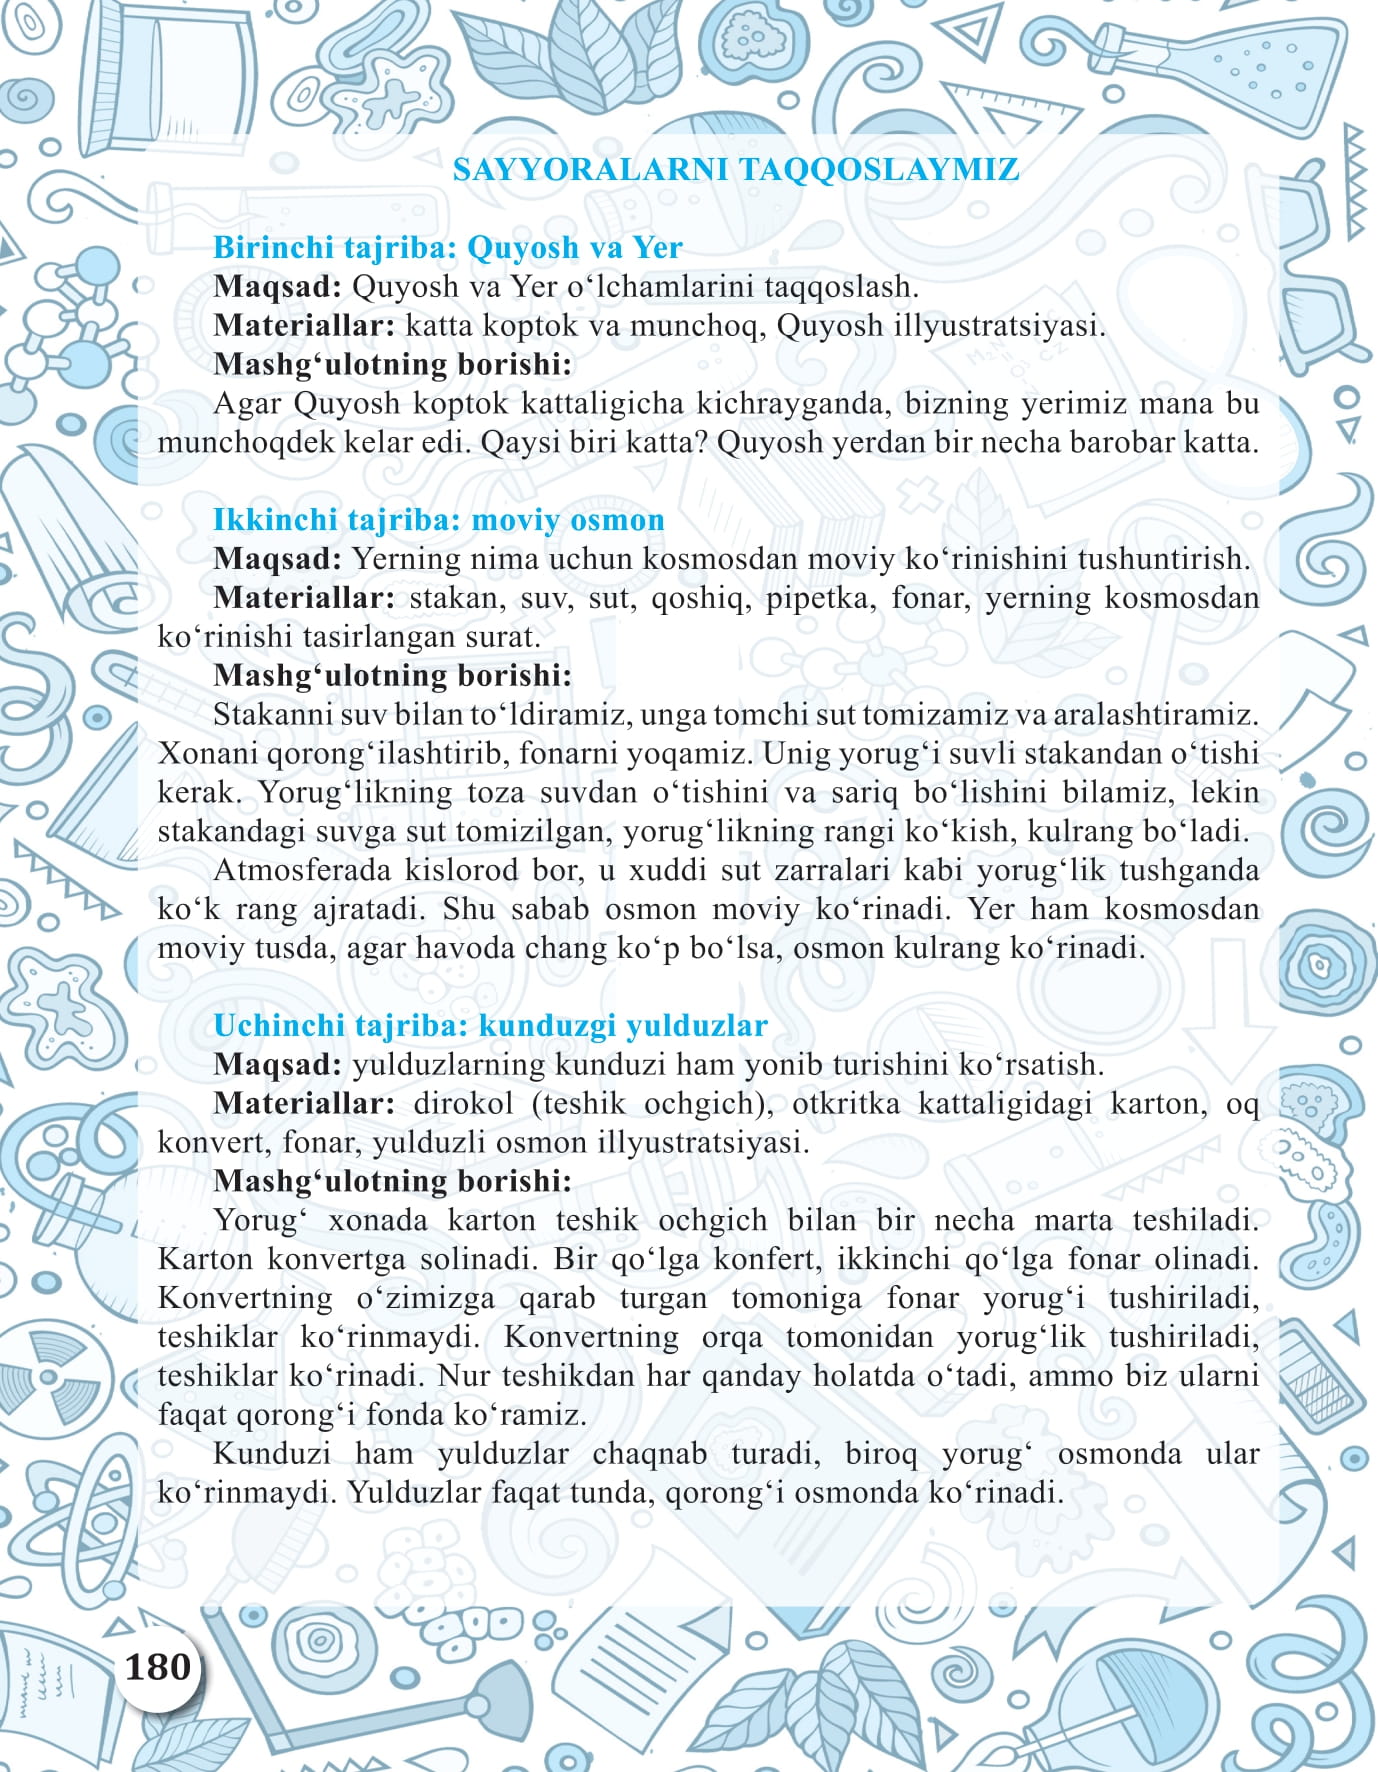 SAYYORALARNI TAQQOSLAYMIZ
Birinchi tajriba: Quyosh va Yer
Maqsad: Quyosh va Yer o‘lchamlarini taqqoslash.
Materiallar: katta koptok va munchoq, Quyosh illyustratsiyasi.
Mashg‘ulotning borishi:
Agar Quyosh koptok kattaligicha kichrayganda, bizning yerimiz mana bu
munchoqdek kelar edi. Qaysi biri katta? Quyosh yerdan bir necha barobar katta.
Ikkinchi tajriba: moviy osmon
Maqsad: Yerning nima uchun kosmosdan moviy ko‘rinishini tushuntirish.
Materiallar: stakan, suv, sut, qoshiq, pipetka, fonar, yerning kosmosdan
ko‘rinishi tasirlangan surat.
Mashg‘ulotning borishi:
Stakanni suv bilan to‘ldiramiz, unga tomchi sut tomizamiz va aralashtiramiz.
Xonani qorong‘ilashtirib, fonarni yoqamiz. Unig yorug‘i suvli stakandan o‘tishi
kerak. Yorug‘likning toza suvdan o‘tishini va sariq bo‘lishini bilamiz, lekin
stakandagi suvga sut tomizilgan, yorug‘likning rangi ko‘kish, kulrang bo‘ladi.
Atmosferada kislorod bor, u xuddi sut zarralari kabi yorug‘lik tushganda
ko‘k rang ajratadi. Shu sabab osmon moviy ko‘rinadi. Yer ham kosmosdan
moviy tusda, agar havoda chang ko‘p bo‘lsa, osmon kulrang ko‘rinadi.
Uchinchi tajriba: kunduzgi yulduzlar
Maqsad: yulduzlarning kunduzi ham yonib turishini ko‘rsatish.
Materiallar: dirokol (teshik ochgich), otkritka kattaligidagi karton, oq
konvert, fonar, yulduzli osmon illyustratsiyasi.
Mashg‘ulotning borishi:
Yorug‘ xonada karton teshik ochgich bilan bir necha marta teshiladi.
Karton konvertga solinadi. Bir qo‘lga konfert, ikkinchi qo‘lga fonar olinadi.
Konvertning o‘zimizga qarab turgan tomoniga fonar yorug‘i tushiriladi,
teshiklar ko‘rinmaydi. Konvertning orqa tomonidan yorug‘lik tushiriladi,
teshiklar ko‘rinadi. Nur teshikdan har qanday holatda o‘tadi, ammo biz ularni
faqat qorong‘i fonda ko‘ramiz.
Kunduzi ham yulduzlar chaqnab turadi, biroq yorug‘ osmonda ular
ko‘rinmaydi. Yulduzlar faqat tunda, qorong‘i osmonda ko‘rinadi.
180